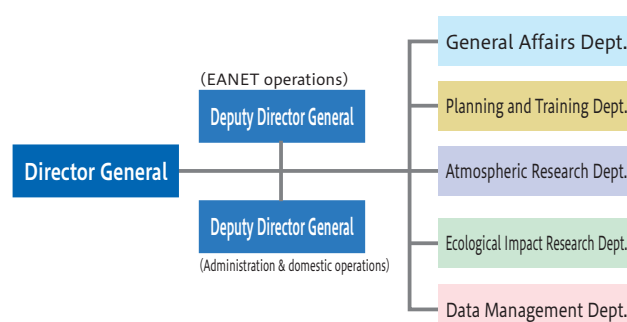 General Affairs Dept.
(EANET operations)
Deputy Director General
Planning and Training Dept.
Director General
Atmospheric Research Dept.
Deputy Director General
(Administration & domestic operations)
Ecological Impact Research Dept.
Data Management Dept.